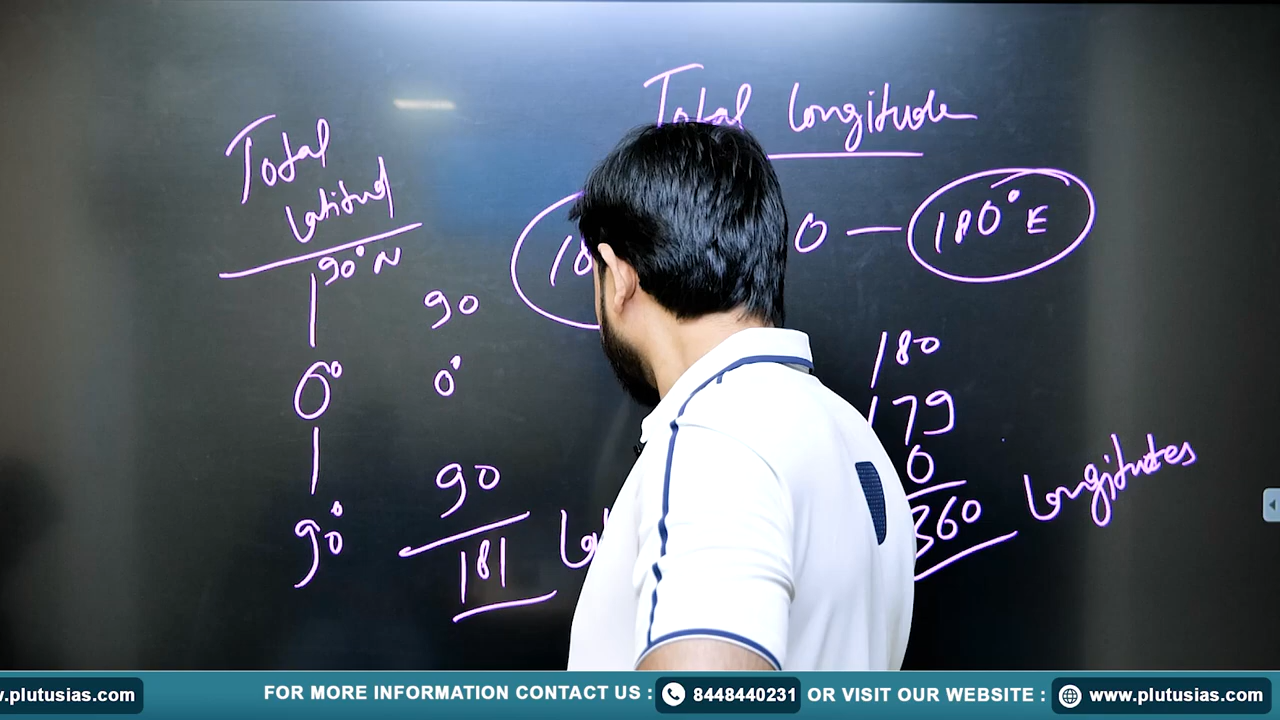 Total
latitud
90° N
90
0°
0°
90
90°
181
Total longitude
0 — 180° E
180
179
0
360 longitutes
w.plutusias.com
FOR MORE INFORMATION CONTACT US : 8448440231 OR VISIT OUR WEBSITE : www.plutusias.com